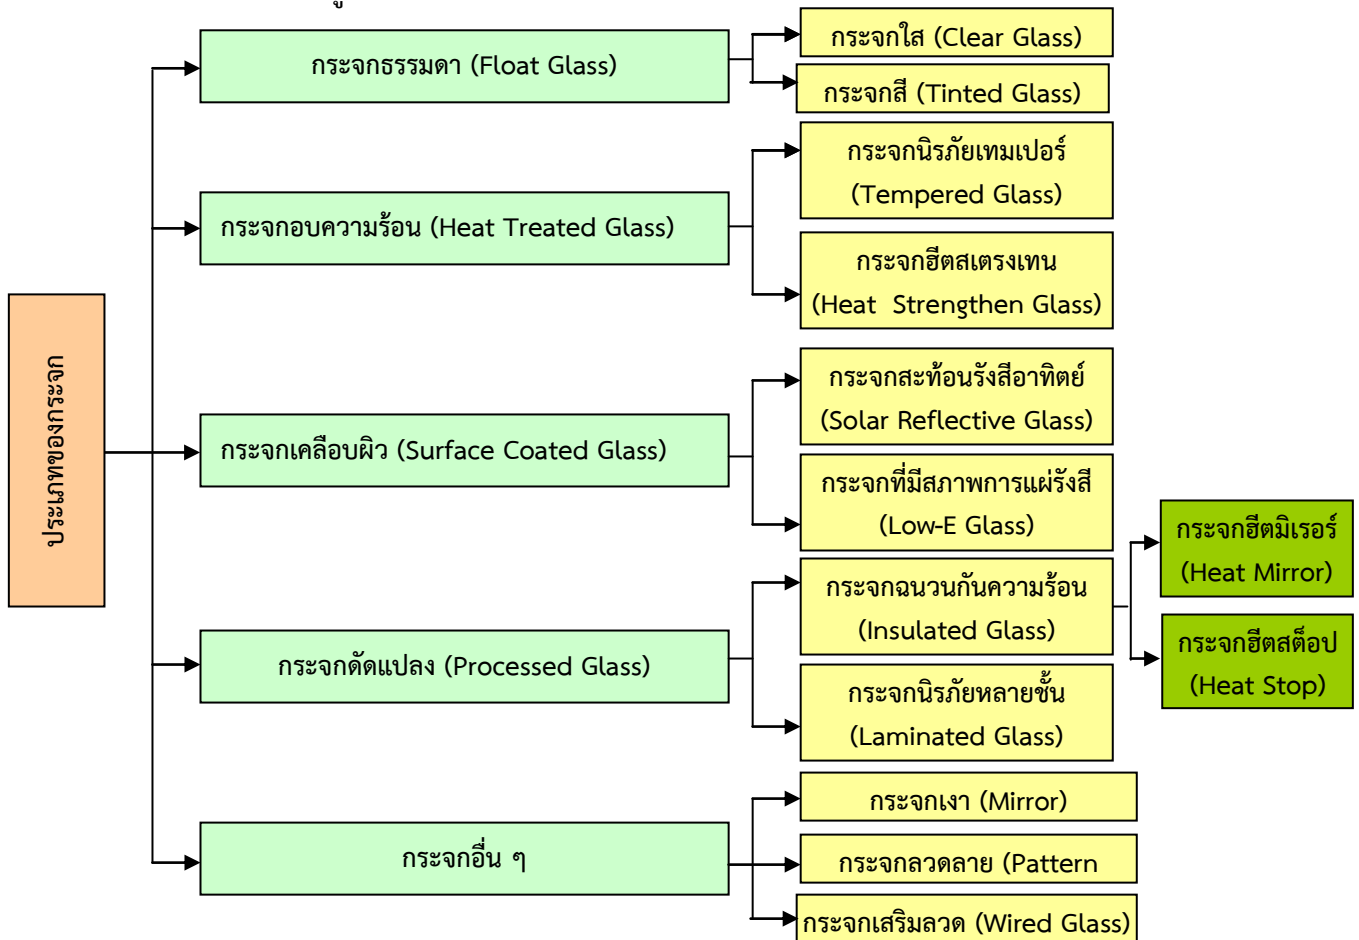 ประเภทของกระจก
กระจกธรรมดา (Float Glass)
กระจกใส (Clear Glass)
กระจกสี (Tinted Glass)
กระจกอบความร้อน (Heat Treated Glass)
กระจกนิรภัยเทมเปอร์
(Tempered Glass)
กระจกฮีตสเตรงเทน
(Heat  Strengthen Glass)
กระจกเคลือบผิว (Surface Coated Glass)
กระจกสะท้อนรังสีอาทิตย์
(Solar Reflective Glass)
กระจกที่มีสภาพการแผ่รังสี
(Low-E Glass)
กระจกดัดแปลง (Processed Glass)
กระจกฉนวนกันความร้อน
(Insulated Glass)
กระจกฮีตมิเรอร์
(Heat Mirror)
กระจกฮีตสต็อป
(Heat Stop)
กระจกนิรภัยหลายชั้น
(Laminated Glass)
กระจกอื่น ๆ
กระจกเงา (Mirror)
กระจกลวดลาย (Pattern
กระจกเสริมลวด (Wired Glass)